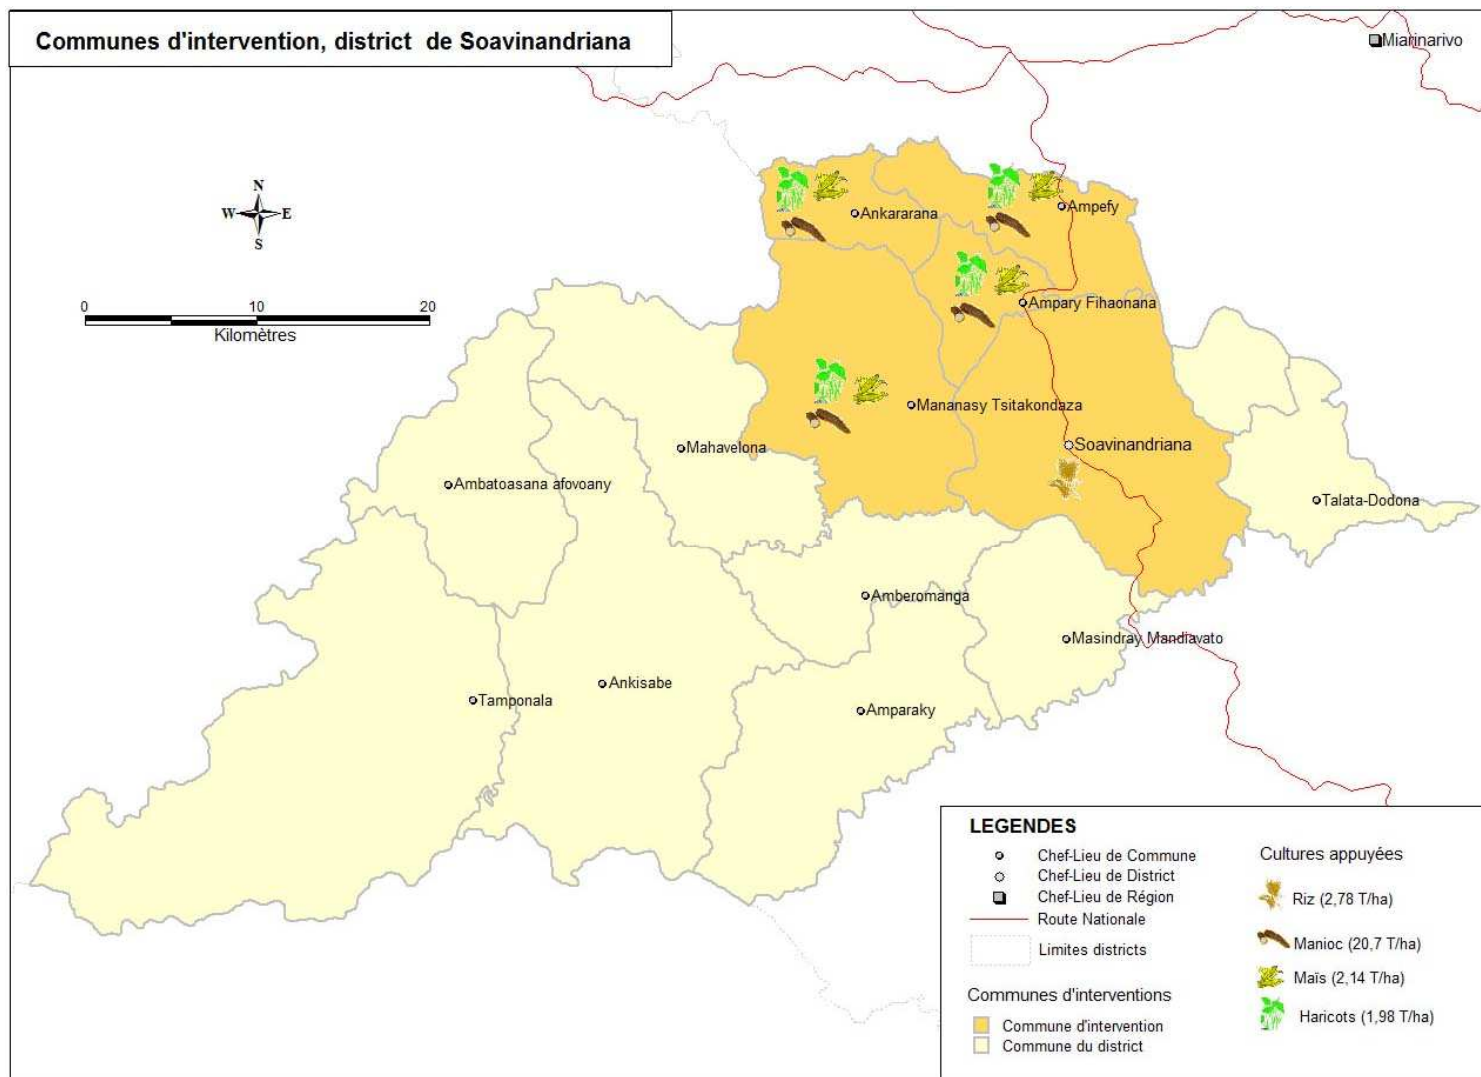 Communes d'intervention, district de Soavinandriana
Miarinarivo
N
W E
S
0 10 20
Kilomètres
Ankararana
Ampefy
Ampary Fihaonana
Mananasy Tsitakondaza
Soavinandriana
Mahavelona
Ambatoasana afovoany
Talata-Dodona
Amberomanga
Masindray Mandiavato
Ankisabe
Tamponala
Amparaky
LEGENDES
Chef-Lieu de Commune
Chef-Lieu de District
Chef-Lieu de Région
Route Nationale
Limites districts
Communes d'interventions
Commune d'intervention
Commune du district
Cultures appuyées
Riz (2,78 T/ha)
Manioc (20,7 T/ha)
Maïs (2,14 T/ha)
Haricots (1,98 T/ha)